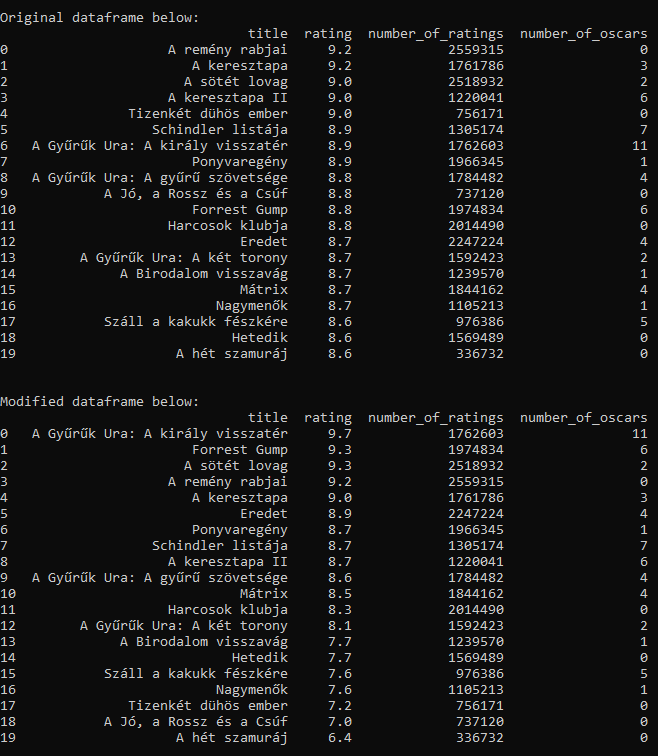 Original dataframe below:
title rating number_of_ratings number_of_oscars
0 A remény rabjai 9.2 2559315 0
1 A keresztapa 9.2 1761786 3
2 A sötét lovag 9.0 2518932 2
3 A keresztapa II 9.0 1220041 6
4 Tizenkét dühös ember 9.0 756171 0
5 Schindler listája 8.9 1305174 7
6 A Gyűrűk Ura: A király visszatér 8.9 1762603 11
7 Ponyvaregény 8.9 1966345 1
8 A Gyűrűk Ura: A gyűrű szövetsége 8.8 1784482 4
9 A Jó, a Rossz és a Csúf 8.8 737120 0
10 Forrest Gump 8.8 1974834 6
11 Harcosok klubja 8.8 2014490 0
12 Eredet 8.7 2247224 4
13 A Gyűrűk Ura: A két torony 8.7 1592423 2
14 A Birodalom visszavág 8.7 1239570 1
15 Mátrix 8.7 1844162 4
16 Nagymenők 8.7 1105213 1
17 Száll a kakukk fészkére 8.6 976386 5
18 Hetedik 8.6 1569489 0
19 A hét szamuráj 8.6 336732 0
Modified dataframe below:
title rating number_of_ratings number_of_oscars
0 A Gyűrűk Ura: A király visszatér 9.7 1762603 11
1 Forrest Gump 9.3 1974834 6
2 A sötét lovag 9.3 2518932 2
3 A remény rabjai 9.2 2559315 0
4 A keresztapa 9.0 1761786 3
5 Eredet 8.9 2247224 4
6 Ponyvaregény 8.7 1966345 1
7 Schindler listája 8.7 1305174 7
8 A keresztapa II 8.7 1220041 6
9 A Gyűrűk Ura: A gyűrű szövetsége 8.6 1784482 4
10 Mátrix 8.5 1844162 4
11 Harcosok klubja 8.3 2014490 0
12 A Gyűrűk Ura: A két torony 8.1 1592423 2
13 A Birodalom visszavág 7.7 1239570 1
14 Hetedik 7.7 1569489 0
15 Száll a kakukk fészkére 7.6 976386 5
16 Nagymenők 7.6 1105213 1
17 Tizenkét dühös ember 7.2 756171 0
18 A Jó, a Rossz és a Csúf 7.0 737120 0
19 A hét szamuráj 6.4 336732 0